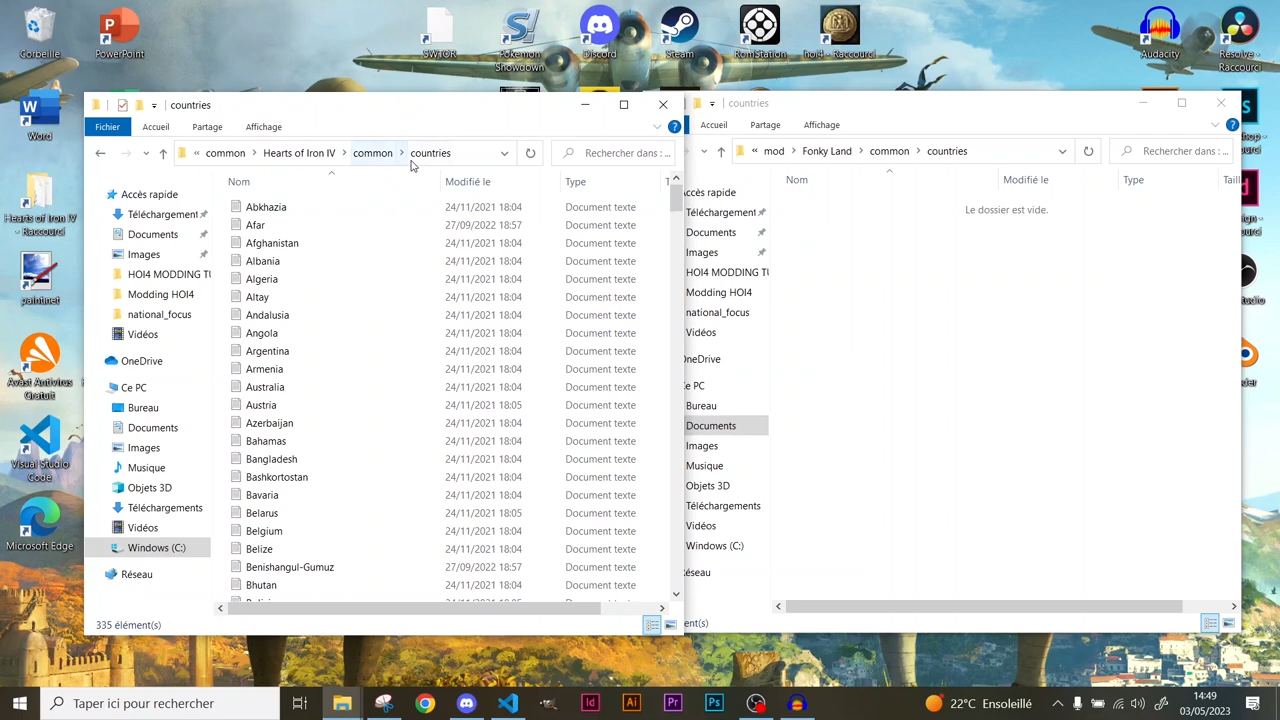 Corbeille
PowerPoint
SWTOR
Pokemon Showdown
Discord
Steam
RomStation
hoi4 - Raccourci
Audacity
Resolve - Raccourci
Word
Hearts of Iron IV - Raccourci
paintnet
Avast Antivirus Gratuit
Visual Studio Code
Microsoft Edge
countries
Fichier
Accueil
Partage
Affichage
« common > Hearts of Iron IV > common > countries
Rechercher dans : ...
Nom
Modifié le
Type
T
Accès rapide
Téléchargement
Documents
Images
HOI4 MODDING TU
Modding HOI4
national_focus
Vidéos
OneDrive
Ce PC
Bureau
Documents
Images
Musique
Objets 3D
Téléchargements
Vidéos
Windows (C:)
Réseau
Abkhazia 24/11/2021 18:04 Document texte
Afar 27/09/2022 18:57 Document texte
Afghanistan 24/11/2021 18:04 Document texte
Albania 24/11/2021 18:04 Document texte
Algeria 24/11/2021 18:04 Document texte
Altay 24/11/2021 18:04 Document texte
Andalusia 24/11/2021 18:04 Document texte
Angola 24/11/2021 18:04 Document texte
Argentina 24/11/2021 18:04 Document texte
Armenia 24/11/2021 18:04 Document texte
Australia 24/11/2021 18:04 Document texte
Austria 24/11/2021 18:05 Document texte
Azerbaijan 24/11/2021 18:04 Document texte
Bahamas 24/11/2021 18:04 Document texte
Bangladesh 24/11/2021 18:04 Document texte
Bashkortostan 24/11/2021 18:04 Document texte
Bavaria 24/11/2021 18:04 Document texte
Belarus 24/11/2021 18:05 Document texte
Belgium 24/11/2021 18:04 Document texte
Belize 24/11/2021 18:04 Document texte
Benishangul-Gumuz 27/09/2022 18:57 Document texte
Bhutan 24/11/2021 18:04 Document texte
335 élément(s)
countries
Accueil
Partage
Affichage
mod > Fonky Land > common > countries
Rechercher dans : ...
Nom
Modifié le
Type
Taill
Le dossier est vide.
ès rapide
Téléchargement
Documents
Images
HOI4 MODDING T
Modding HOI4
national_focus
Vidéos
OneDrive
e PC
Bureau
Documents
Images
Musique
Objets 3D
Téléchargements
Vidéos
Windows (C:)
éseau
ent(s)
Taper ici pour rechercher
22°C Ensoleillé
14:49
03/05/2023